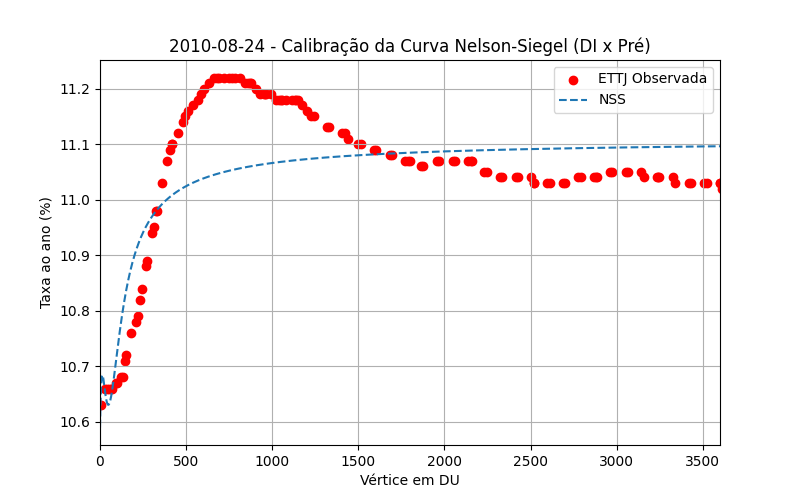 2010-08-24 - Calibração da Curva Nelson-Siegel (DI x Pré)
ETTJ Observada
NSS
11.2
11.1
11.0
10.9
10.8
10.7
10.6
Taxa ao ano (%)
0 500 1000 1500 2000 2500 3000 3500
Vértice em DU